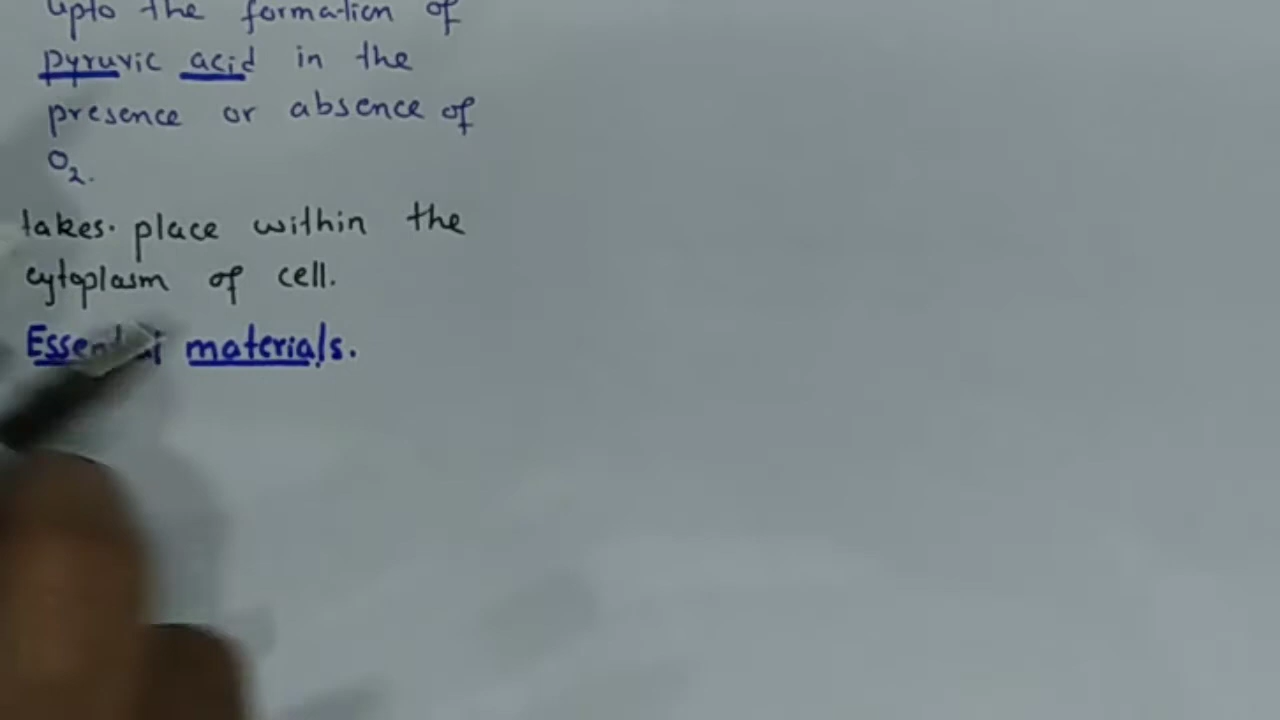 upto the formation of
pyruvic acid in the
presence or absence of
O₂.
takes. place within the
cytoplasm of cell.
materials.